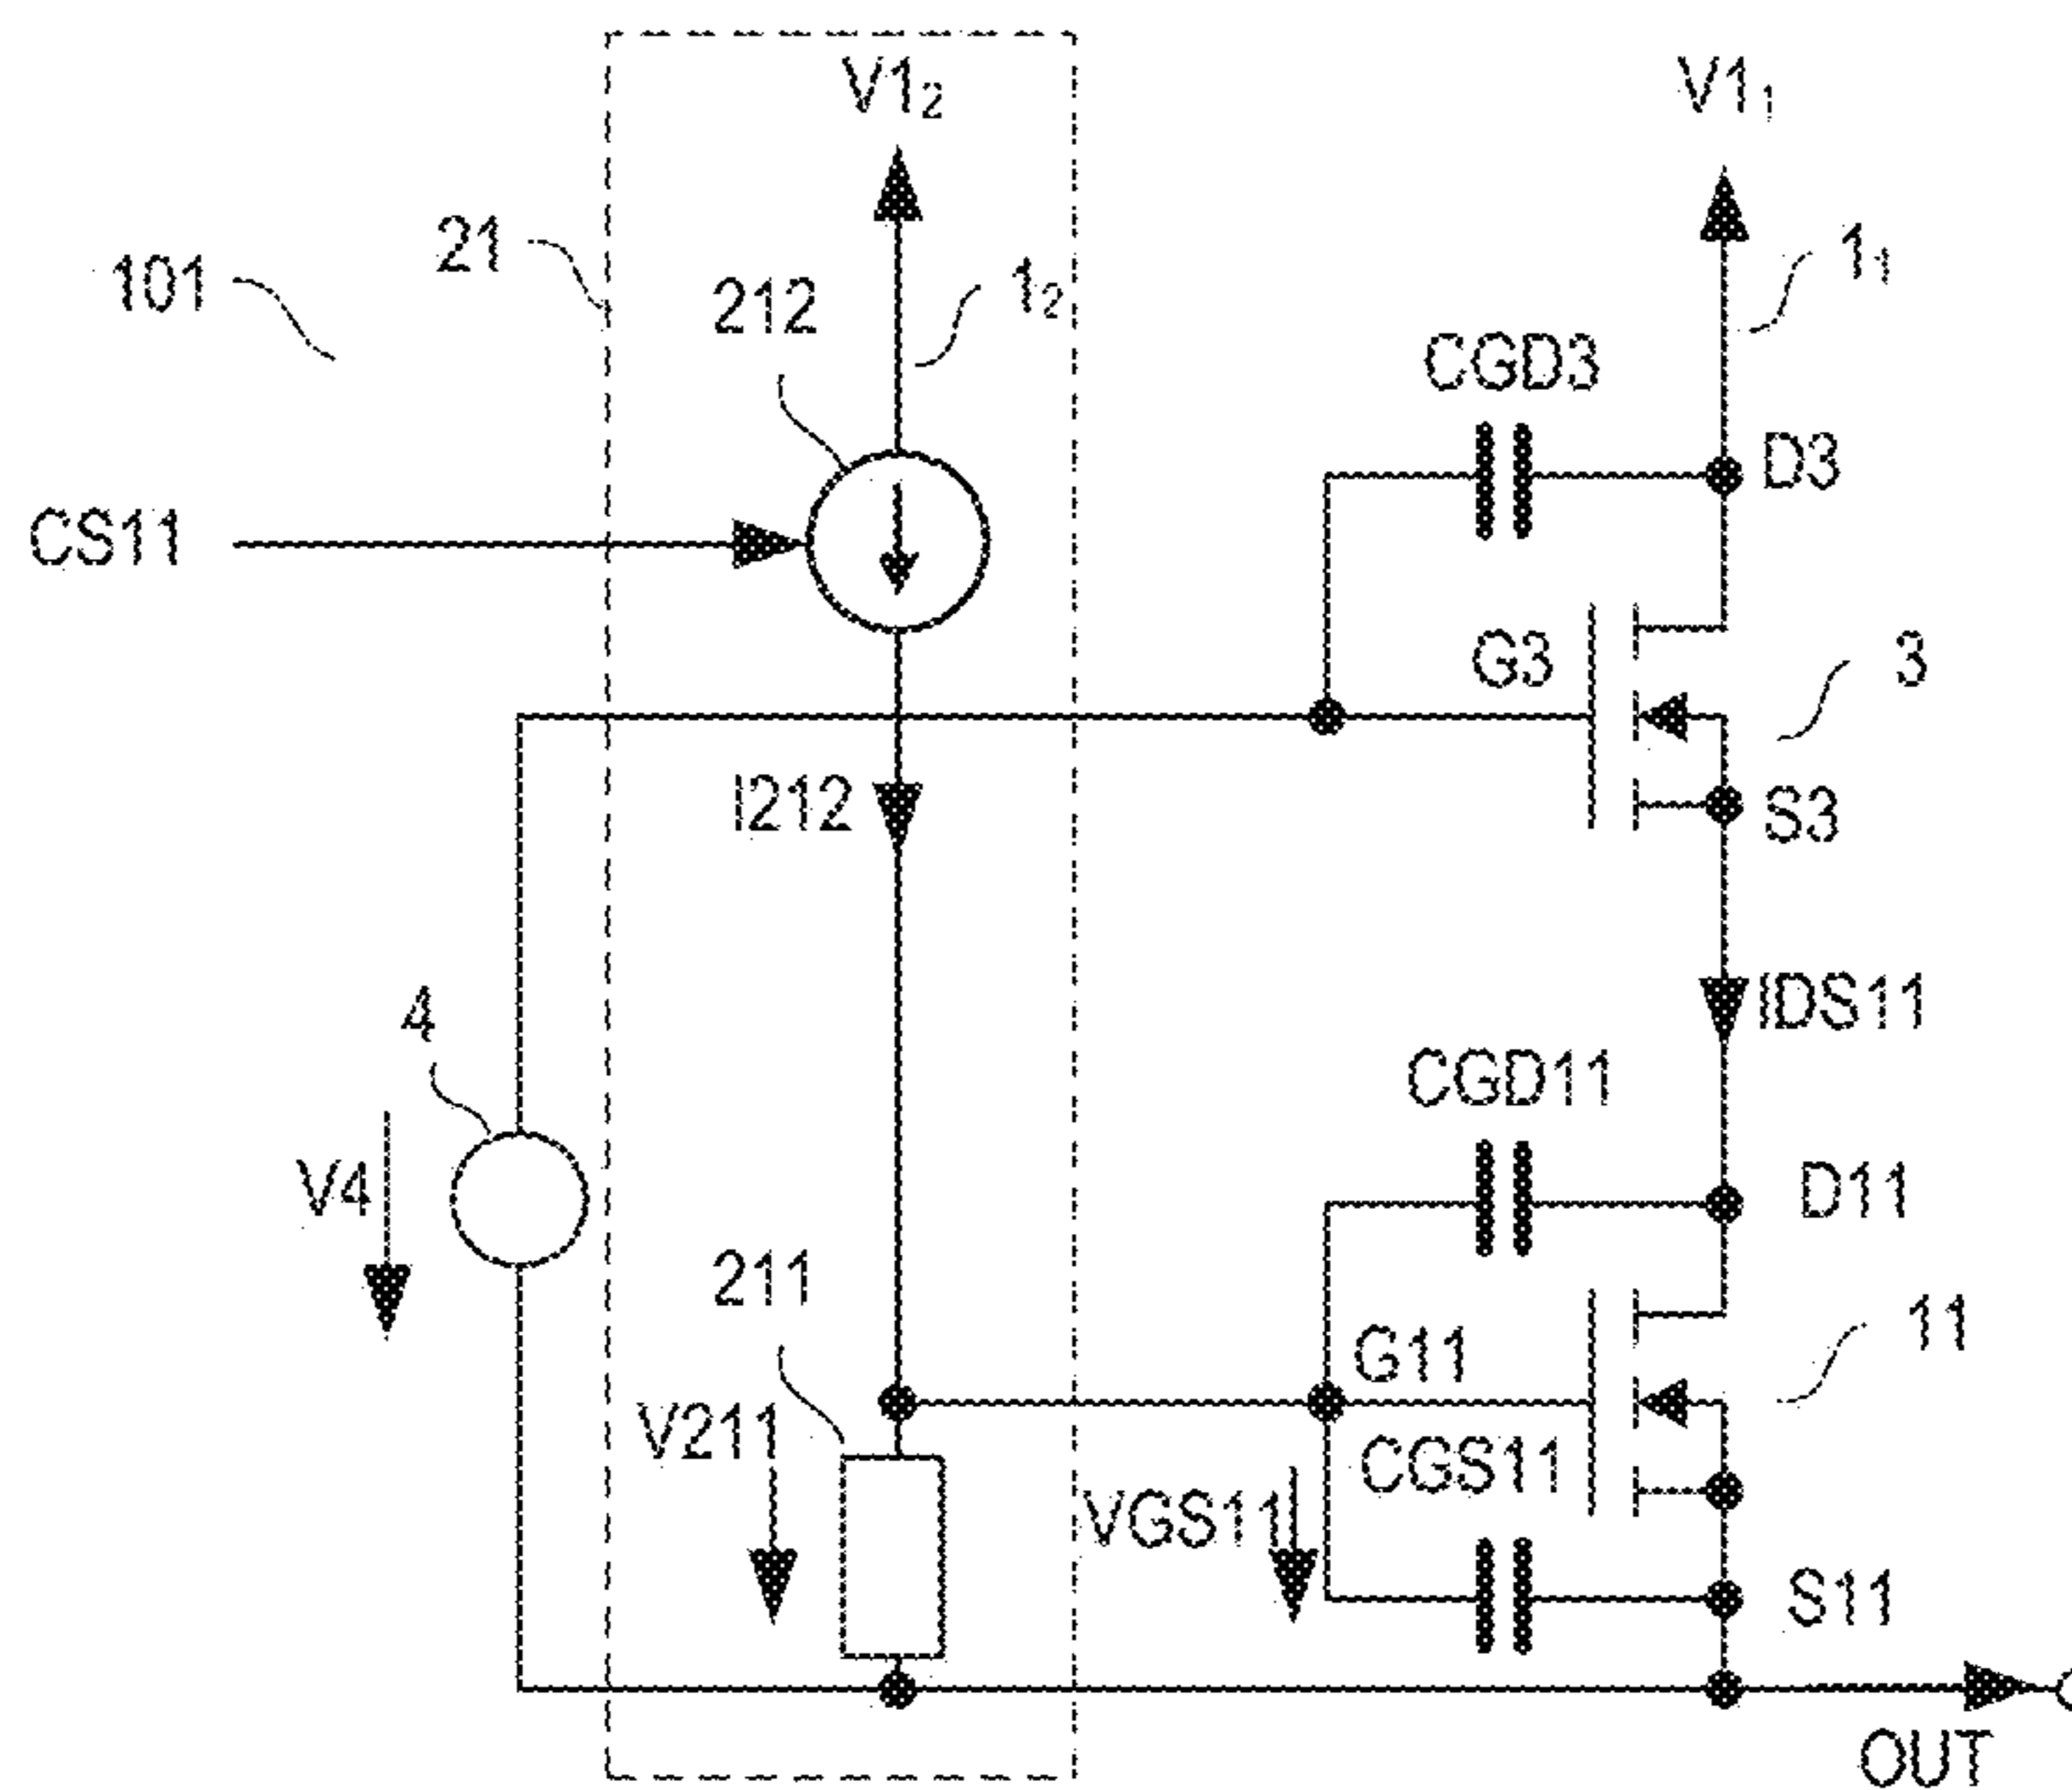 V1₂
V1₁
21
101
212
1₂
1₁
CGD3
D3
CS11
G3
3
I212
S3
4
IDS11
CGD11
V4
D11
211
G11
11
V211
CGS11
VGS11
S11
OUT